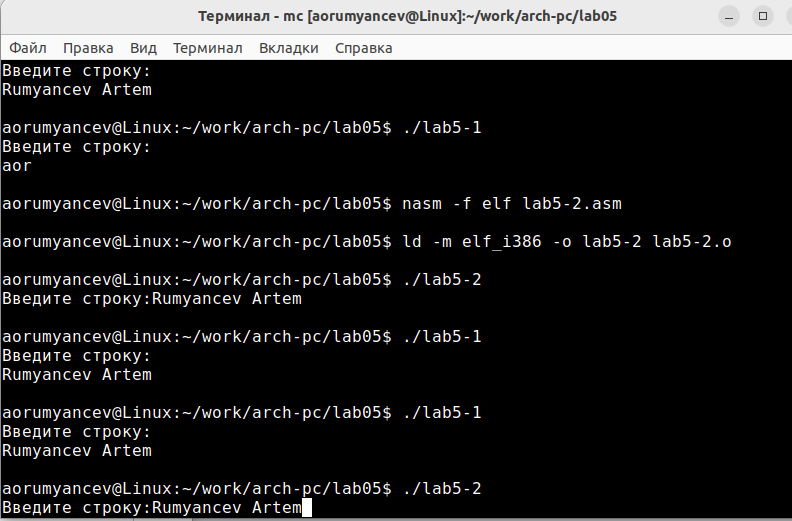 Терминал - mc [aorumyancev@Linux]:~/work/arch-pc/lab05
Файл Правка Вид Терминал Вкладки Справка
Введите строку:
Rumyancev Artem
aorumyancev@Linux:~/work/arch-pc/lab05$ ./lab5-1
Введите строку:
aor
aorumyancev@Linux:~/work/arch-pc/lab05$ nasm -f elf lab5-2.asm
aorumyancev@Linux:~/work/arch-pc/lab05$ ld -m elf_i386 -o lab5-2 lab5-2.o
aorumyancev@Linux:~/work/arch-pc/lab05$ ./lab5-2
Введите строку:Rumyancev Artem
aorumyancev@Linux:~/work/arch-pc/lab05$ ./lab5-1
Введите строку:
Rumyancev Artem
aorumyancev@Linux:~/work/arch-pc/lab05$ ./lab5-1
Введите строку:
Rumyancev Artem
aorumyancev@Linux:~/work/arch-pc/lab05$ ./lab5-2
Введите строку:Rumyancev Artem